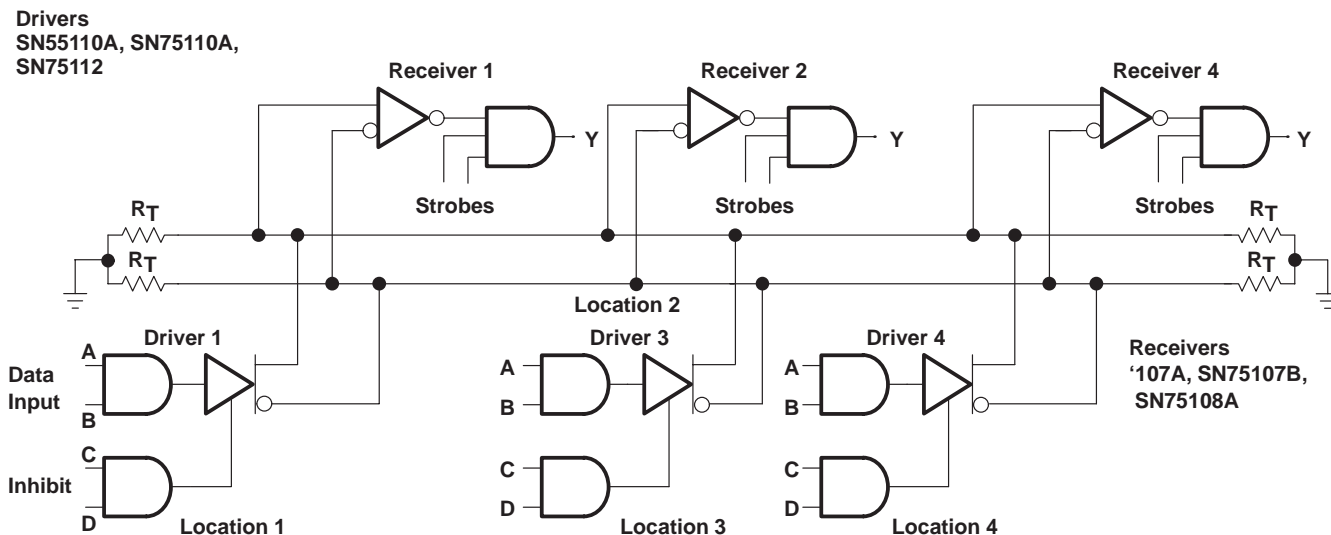 Drivers
SN55110A, SN75110A,
SN75112
Receiver 1
Receiver 2
Receiver 4
Y
Y
Y
Strobes
Strobes
Strobes
RT
RT
RT
RT
Location 2
Driver 1
Driver 3
Driver 4
Receivers
‘107A, SN75107B,
SN75108A
Data
Input
A
B
A
B
A
B
Inhibit
C
D
C
D
C
D
Location 1
Location 3
Location 4